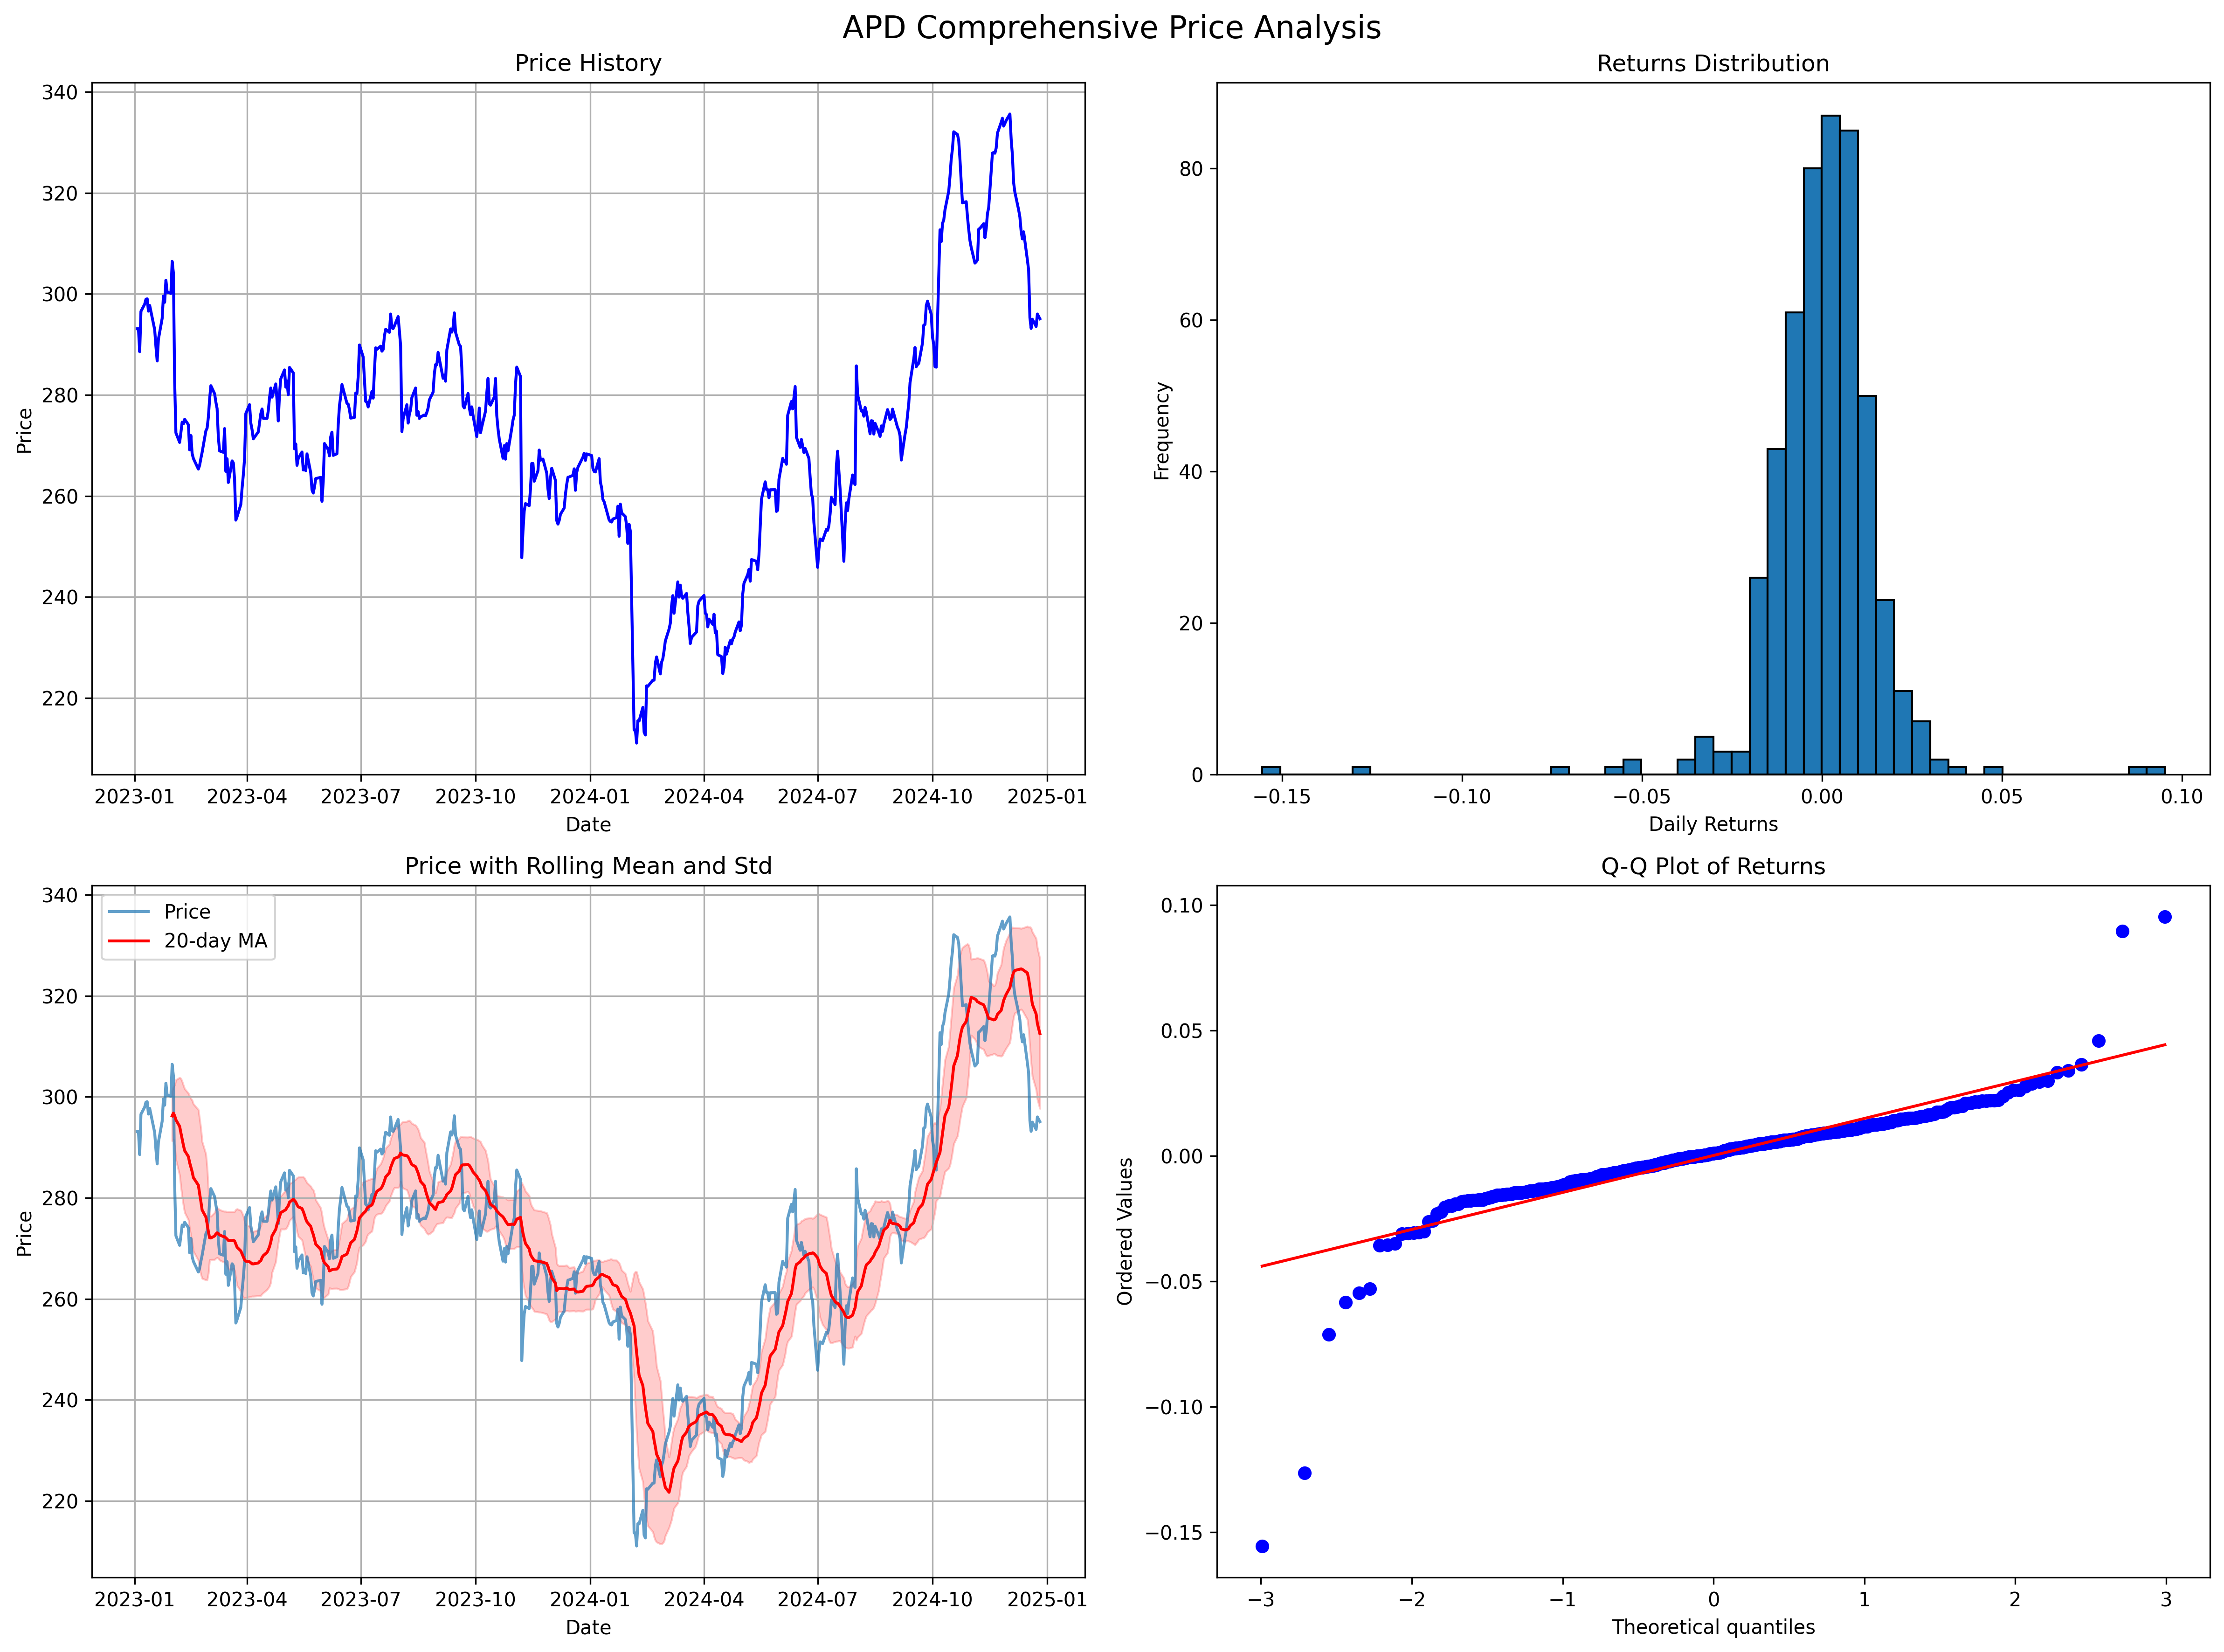 APD Comprehensive Price Analysis
Price History
340
320
300
280
260
240
220
Price
2023-01 2023-04 2023-07 2023-10 2024-01 2024-04 2024-07 2024-10 2025-01
Date
Returns Distribution
80
60
40
20
0
Frequency
−0.15 −0.10 −0.05 0.00 0.05 0.10
Daily Returns
Price with Rolling Mean and Std
Price
20-day MA
340
320
300
280
260
240
220
Price
2023-01 2023-04 2023-07 2023-10 2024-01 2024-04 2024-07 2024-10 2025-01
Date
Q-Q Plot of Returns
0.10
0.05
0.00
−0.05
−0.10
−0.15
Ordered Values
−3 −2 −1 0 1 2 3
Theoretical quantiles